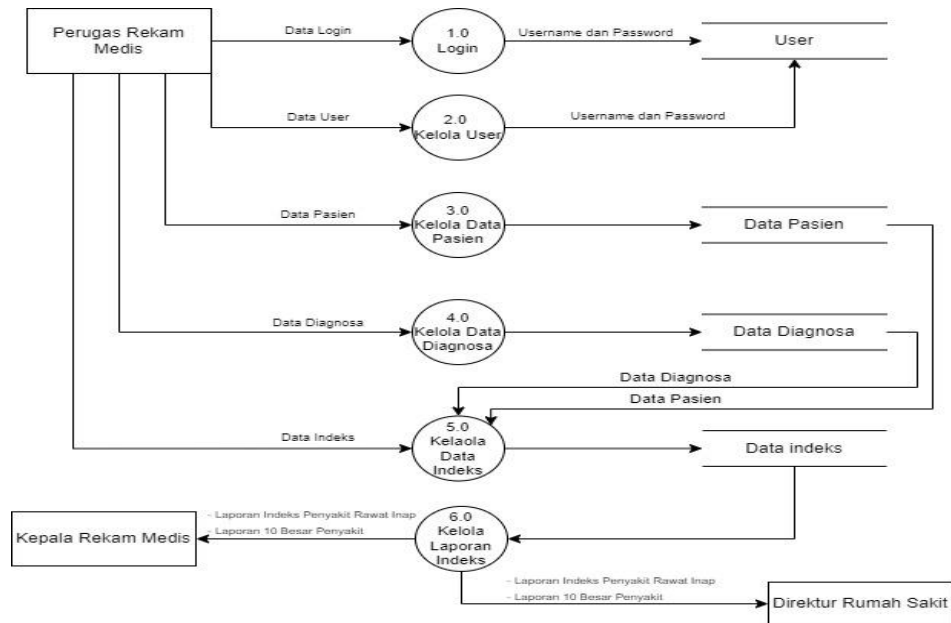 Perugas Rekam
Medis
Data Login
1.0
Login
Username dan Password
User
Data User
2.0
Kelola User
Username dan Password
Data Pasien
3.0
Kelola Data
Pasien
Data Pasien
Data Diagnosa
4.0
Kelola Data
Diagnosa
Data Diagnosa
Data Diagnosa
Data Pasien
Data Indeks
5.0
Kelaola
Data
Indeks
Data indeks
Kepala Rekam Medis
- Laporan Indeks Penyakit Rawat Inap
- Laporan 10 Besar Penyakit
6.0
Kelola
Laporan
Indeks
- Laporan Indeks Penyakit Rawat Inap
- Laporan 10 Besar Penyakit
Direktur Rumah Sakit